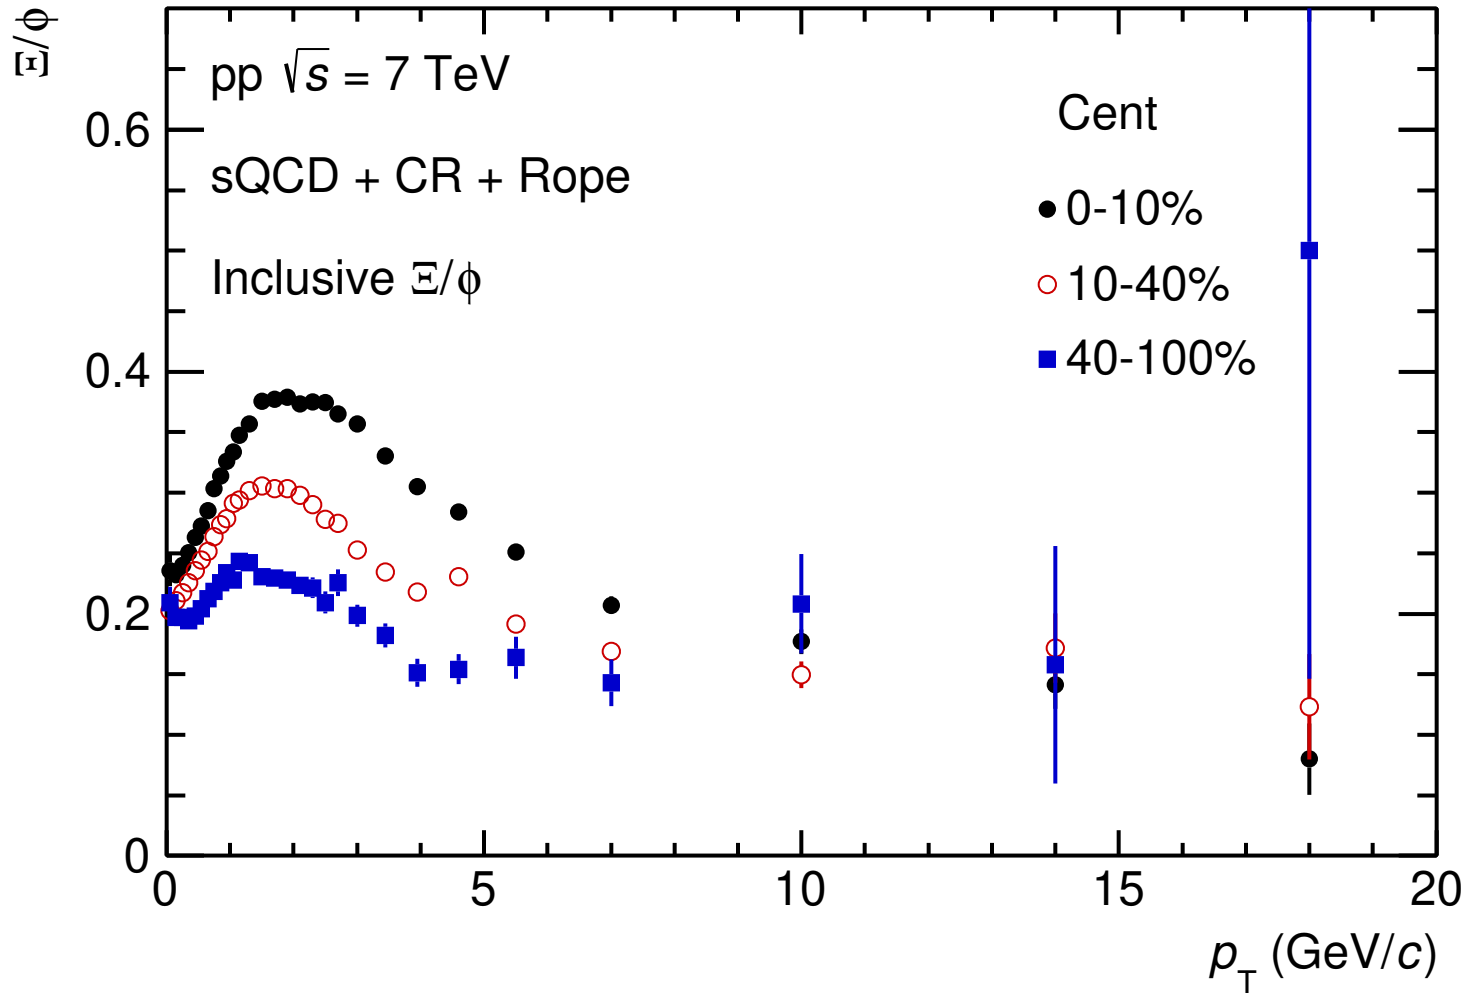 Ξ/ϕ
pp √s = 7 TeV
sQCD + CR + Rope
Inclusive Ξ/ϕ
Cent
0-10%
10-40%
40-100%
0.6
0.4
0.2
0
0 5 10 15 20
p_T (GeV/c)